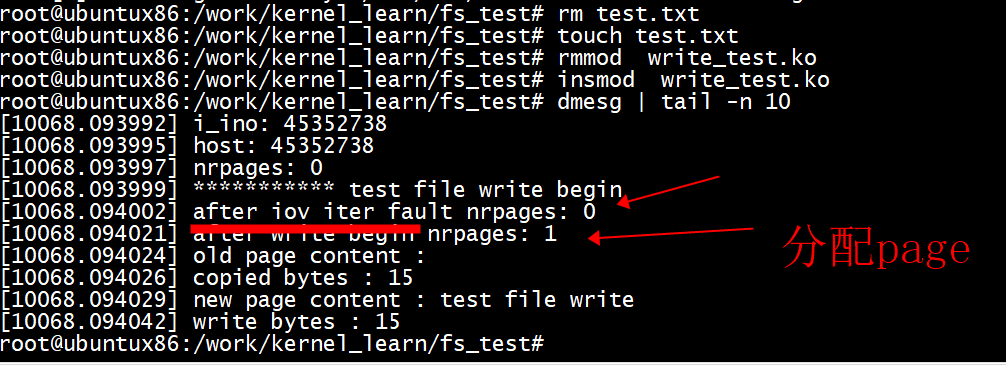 root@ubuntux86:/work/kernel_learn/fs_test# rm test.txt
root@ubuntux86:/work/kernel_learn/fs_test# touch test.txt
root@ubuntux86:/work/kernel_learn/fs_test# rmmod  write_test.ko
root@ubuntux86:/work/kernel_learn/fs_test# insmod  write_test.ko
root@ubuntux86:/work/kernel_learn/fs_test# dmesg | tail -n 10
[10068.093992] i_ino: 45352738
[10068.093995] host: 45352738
[10068.093997] nrpages: 0
[10068.093999] *********** test file write begin
[10068.094002] after iov iter fault nrpages: 0
[10068.094021] after write begin nrpages: 1
分配page
[10068.094024] old page content :
[10068.094026] copied bytes : 15
[10068.094029] new page content : test file write
[10068.094042] write bytes : 15
root@ubuntux86:/work/kernel_learn/fs_test#